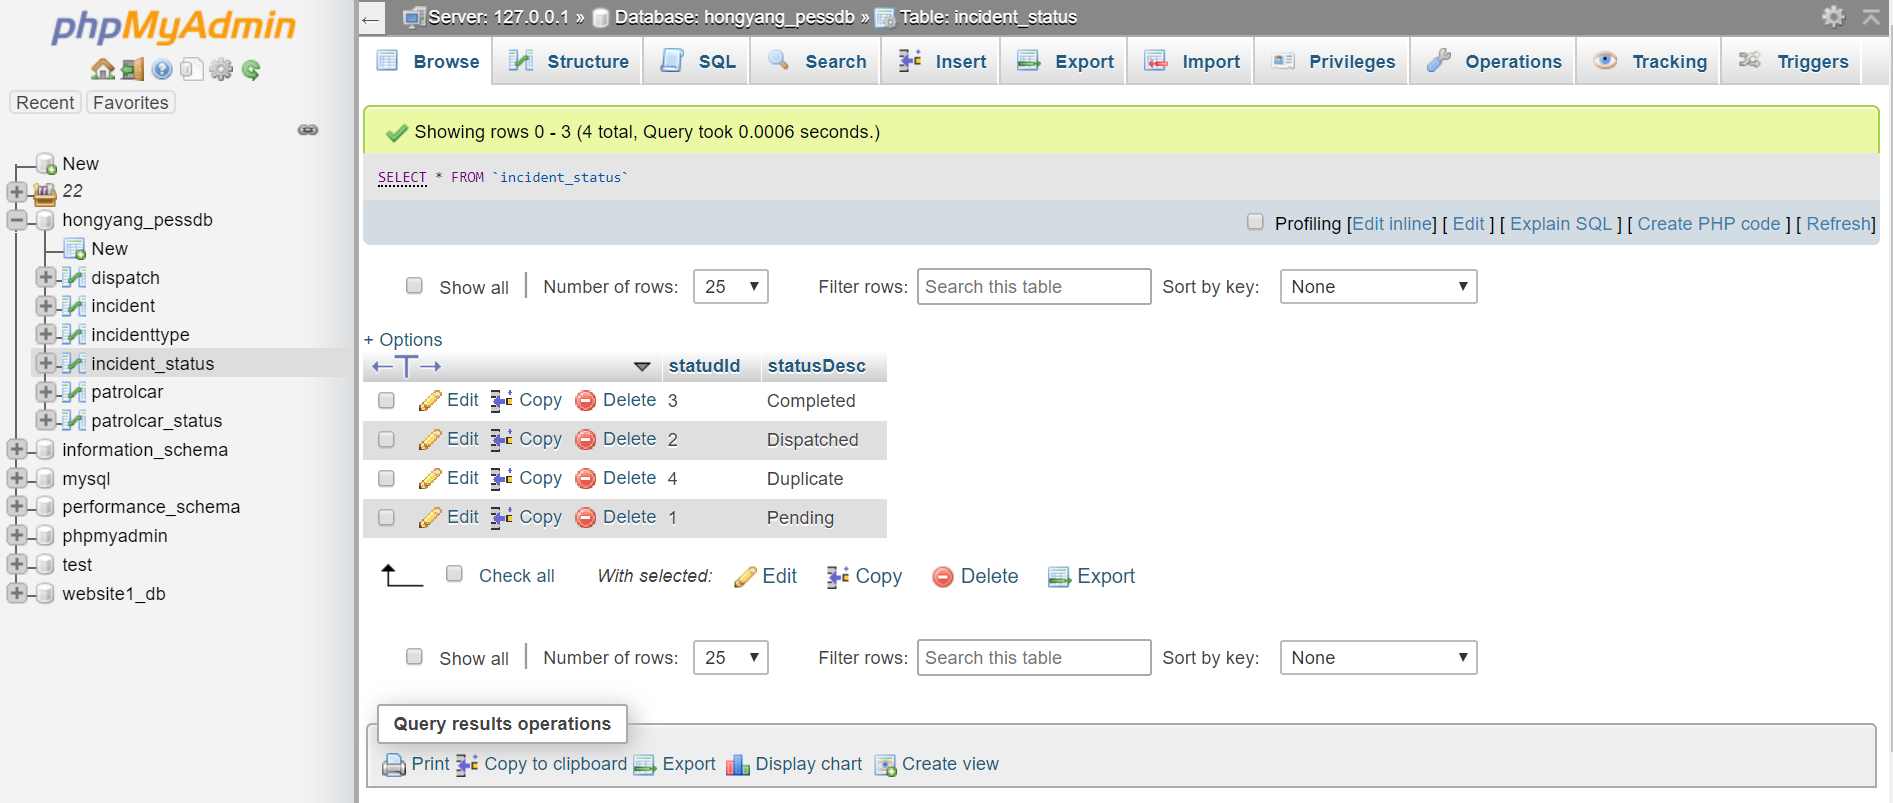 phpMyAdmin
Recent Favorites
New
22
hongyang_pessdb
New
dispatch
incident
incidenttype
incident_status
patrolcar
patrolcar_status
information_schema
mysql
performance_schema
phpmyadmin
test
website1_db
Server: 127.0.0.1 » Database: hongyang_pessdb » Table: incident_status
Browse Structure SQL Search Insert Export Import Privileges Operations Tracking Triggers
Showing rows 0 - 3 (4 total, Query took 0.0006 seconds.)
SELECT * FROM `incident_status`
Profiling [Edit inline] [ Edit ] [ Explain SQL ] [ Create PHP code ] [ Refresh]
Show all | Number of rows: 25 Filter rows: Search this table Sort by key: None
+ Options
statudId statusDesc
Edit Copy Delete 3 Completed
Edit Copy Delete 2 Dispatched
Edit Copy Delete 4 Duplicate
Edit Copy Delete 1 Pending
Check all With selected: Edit Copy Delete Export
Show all | Number of rows: 25 Filter rows: Search this table Sort by key: None
Query results operations
Print Copy to clipboard Export Display chart Create view